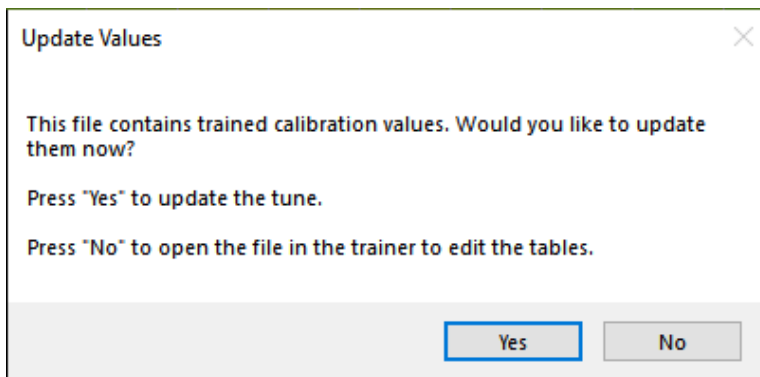 Update Values
This file contains trained calibration values. Would you like to update
them now?
Press "Yes" to update the tune.
Press "No" to open the file in the trainer to edit the tables.
Yes
No